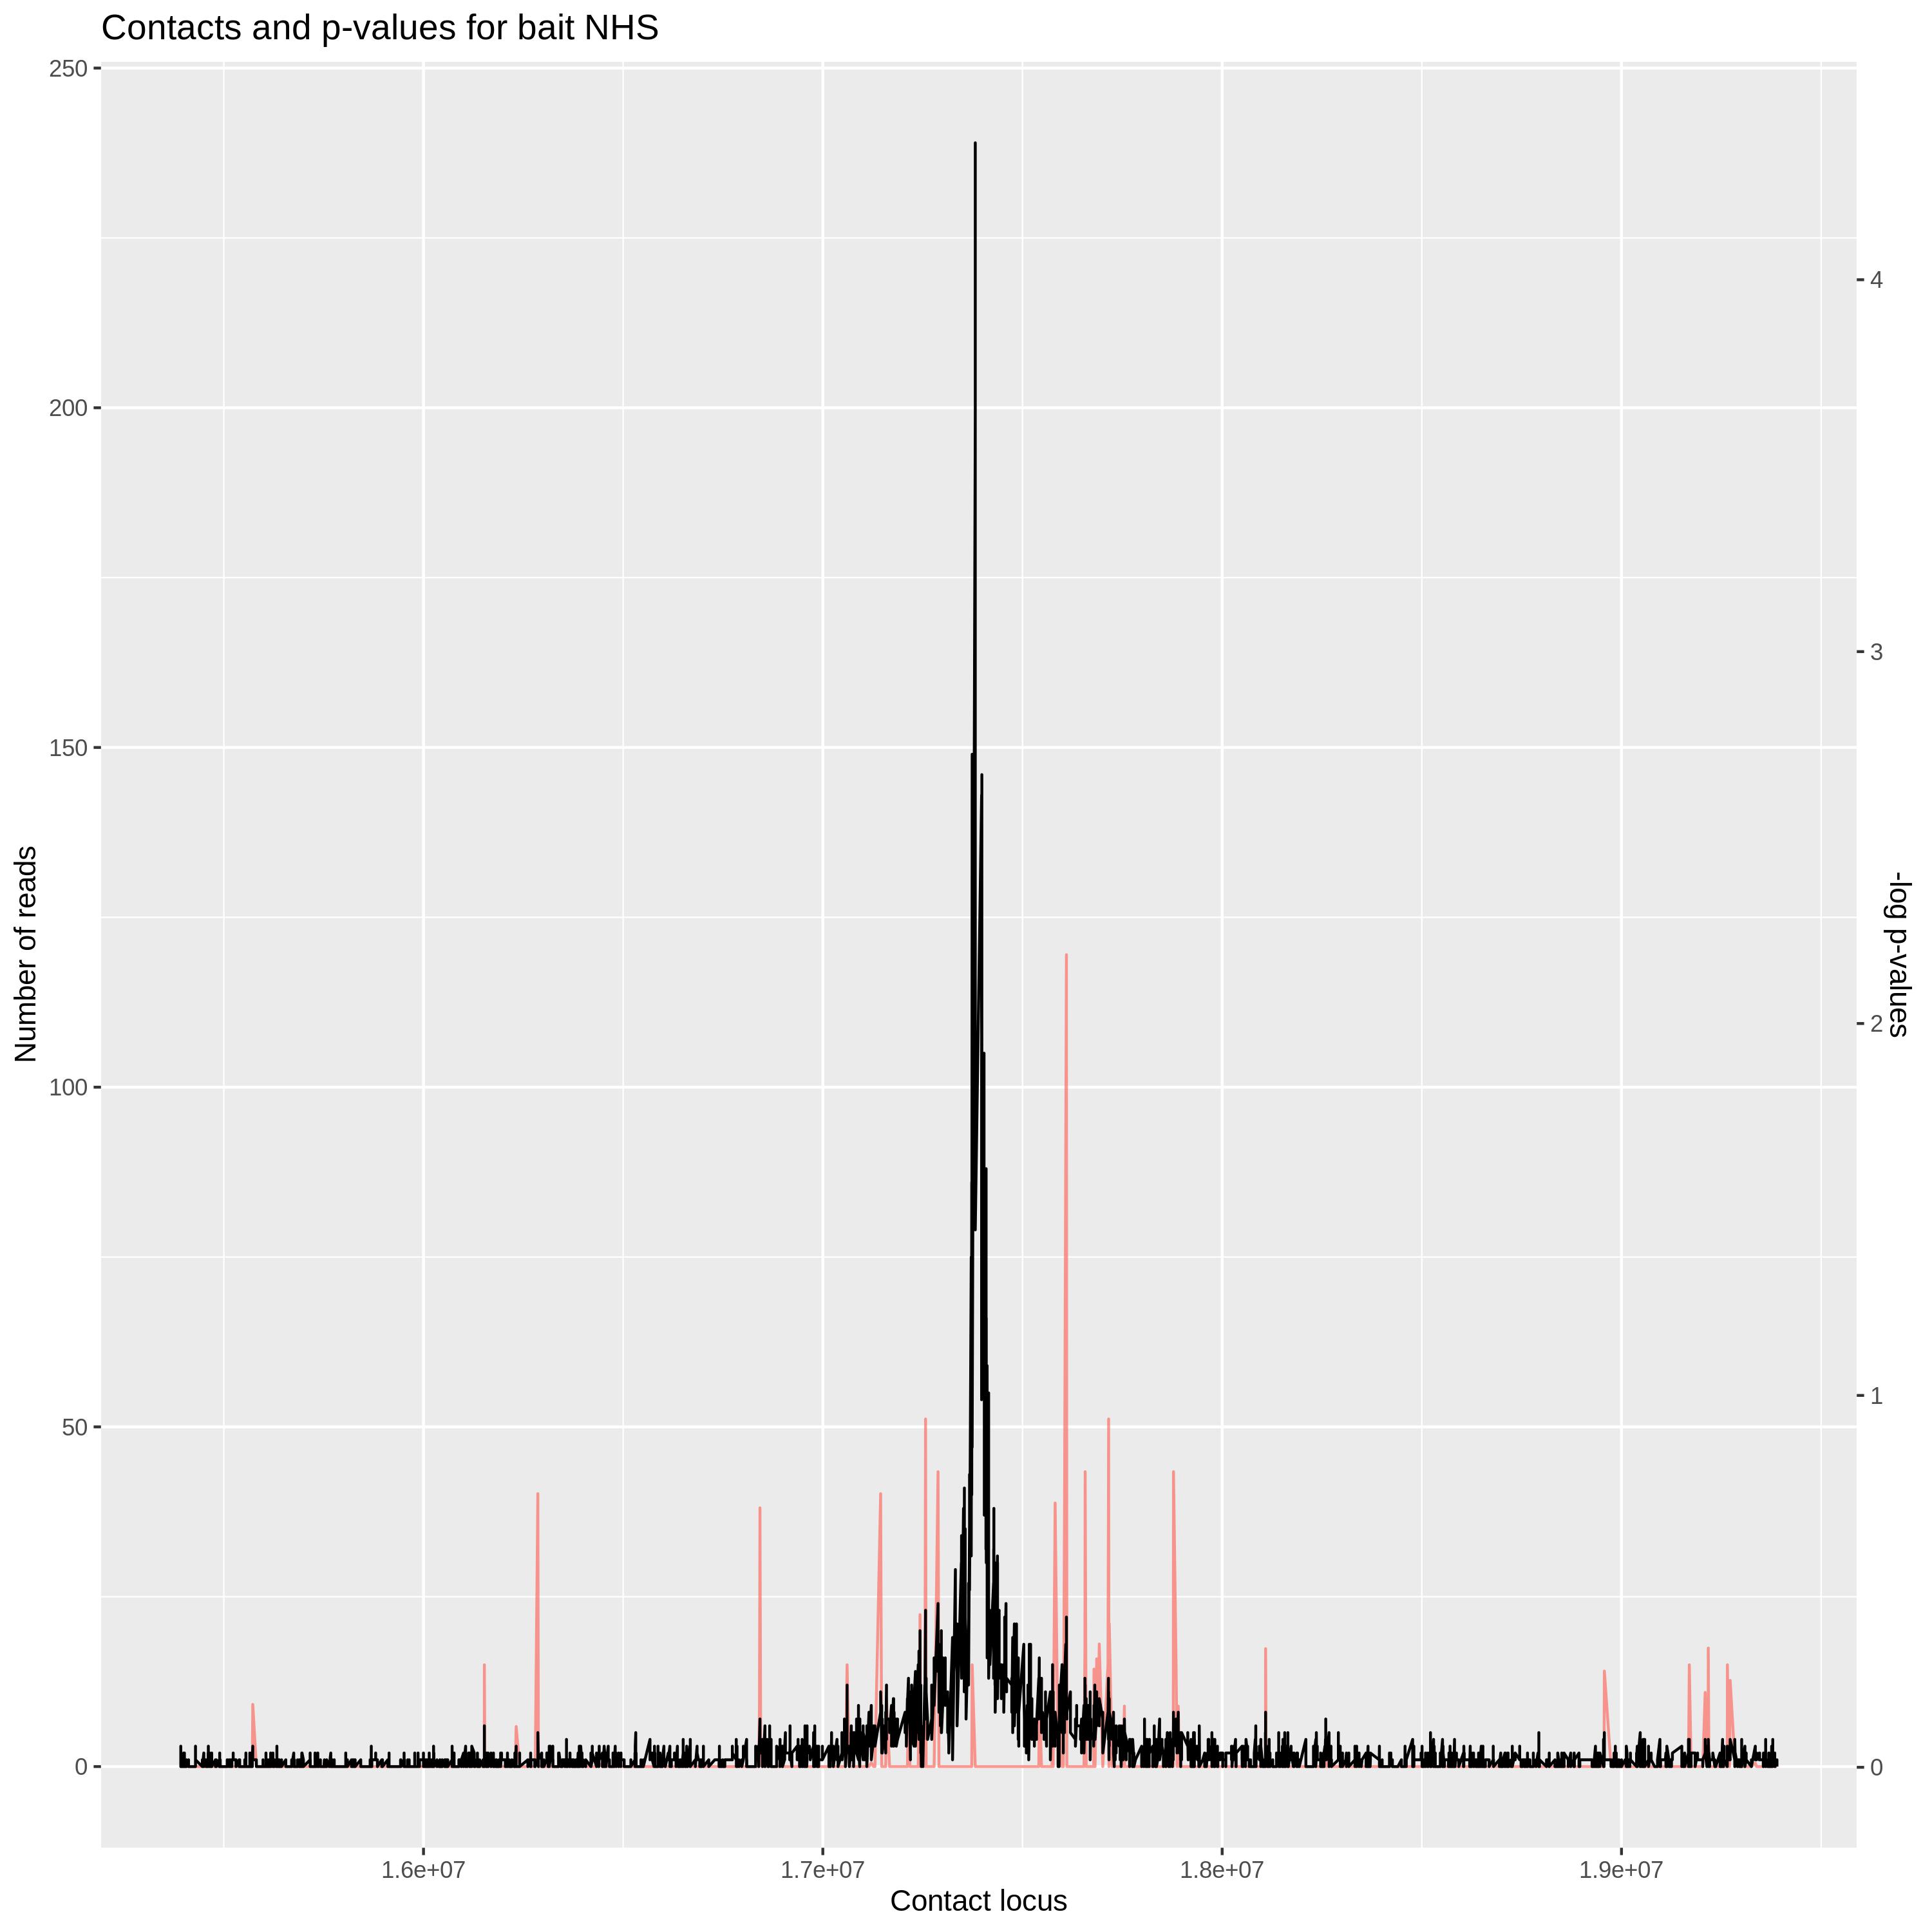 Contacts and p-values for bait NHS
250
200
150
100
50
0
Number of reads
4
3
2
1
0
-log p-values
1.6e+07 1.7e+07 1.8e+07 1.9e+07
Contact locus